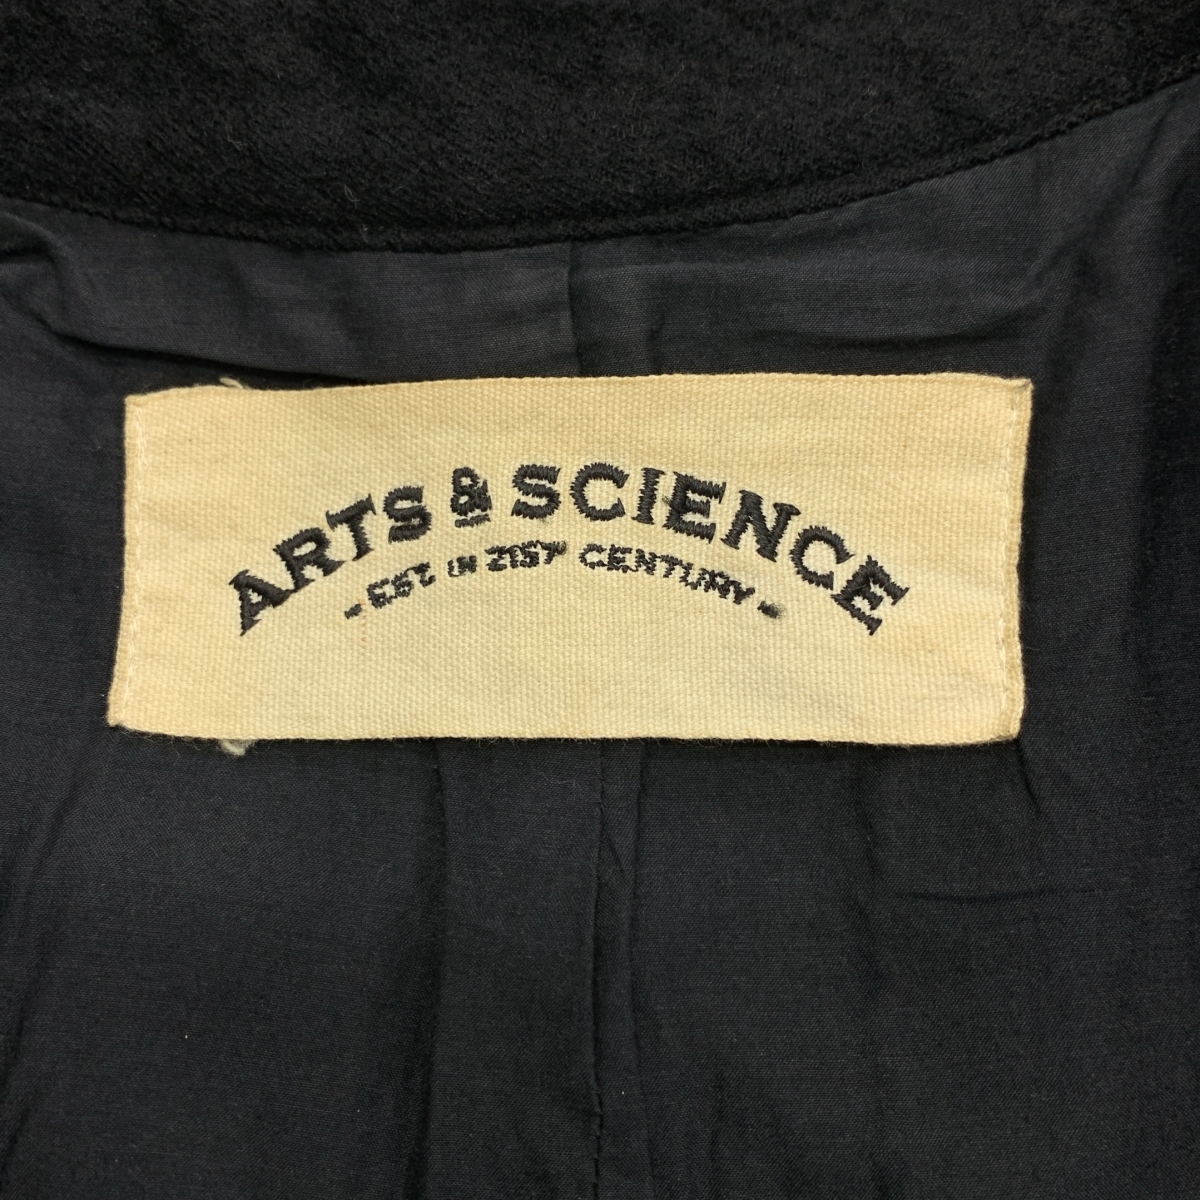 ARTS & SCIENCE
- EST IN 21ST CENTURY -